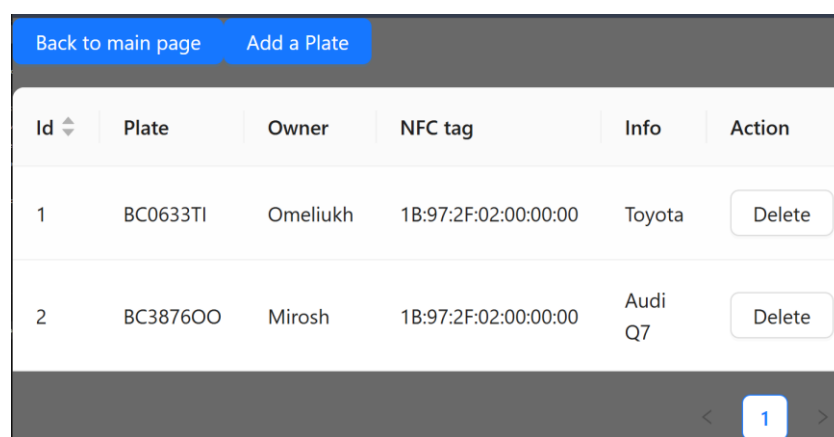 Back to main page Add a Plate
Id Plate Owner NFC tag Info Action
1 BC0633TI Omeliukh 1B:97:2F:02:00:00:00 Toyota Delete
2 BC3876OO Mirosh 1B:97:2F:02:00:00:00 Audi Q7 Delete
< 1 >